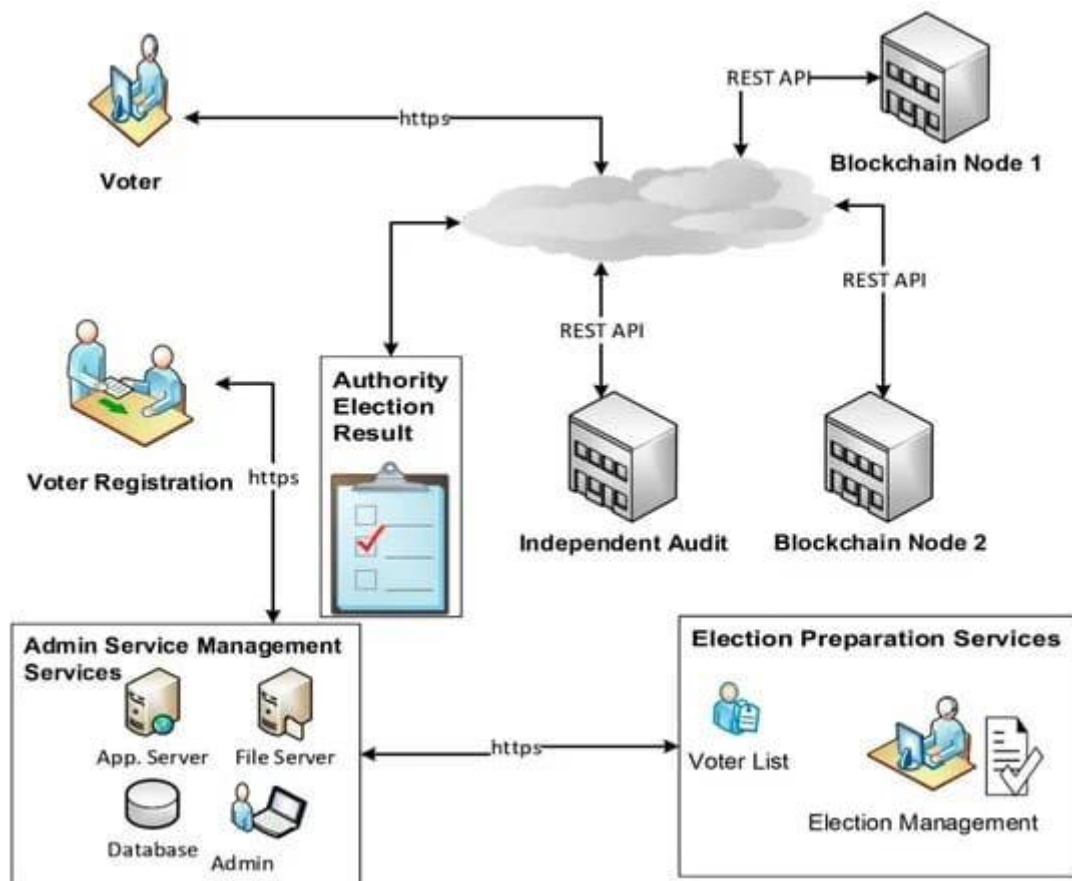 REST API
Blockchain Node 1
https
Voter
REST API
REST API
Authority
Election
Result
Voter Registration
https
Independent Audit
Blockchain Node 2
Admin Service Management
Services
App. Server
File Server
Database
Admin
https
Election Preparation Services
Voter List
Election Management